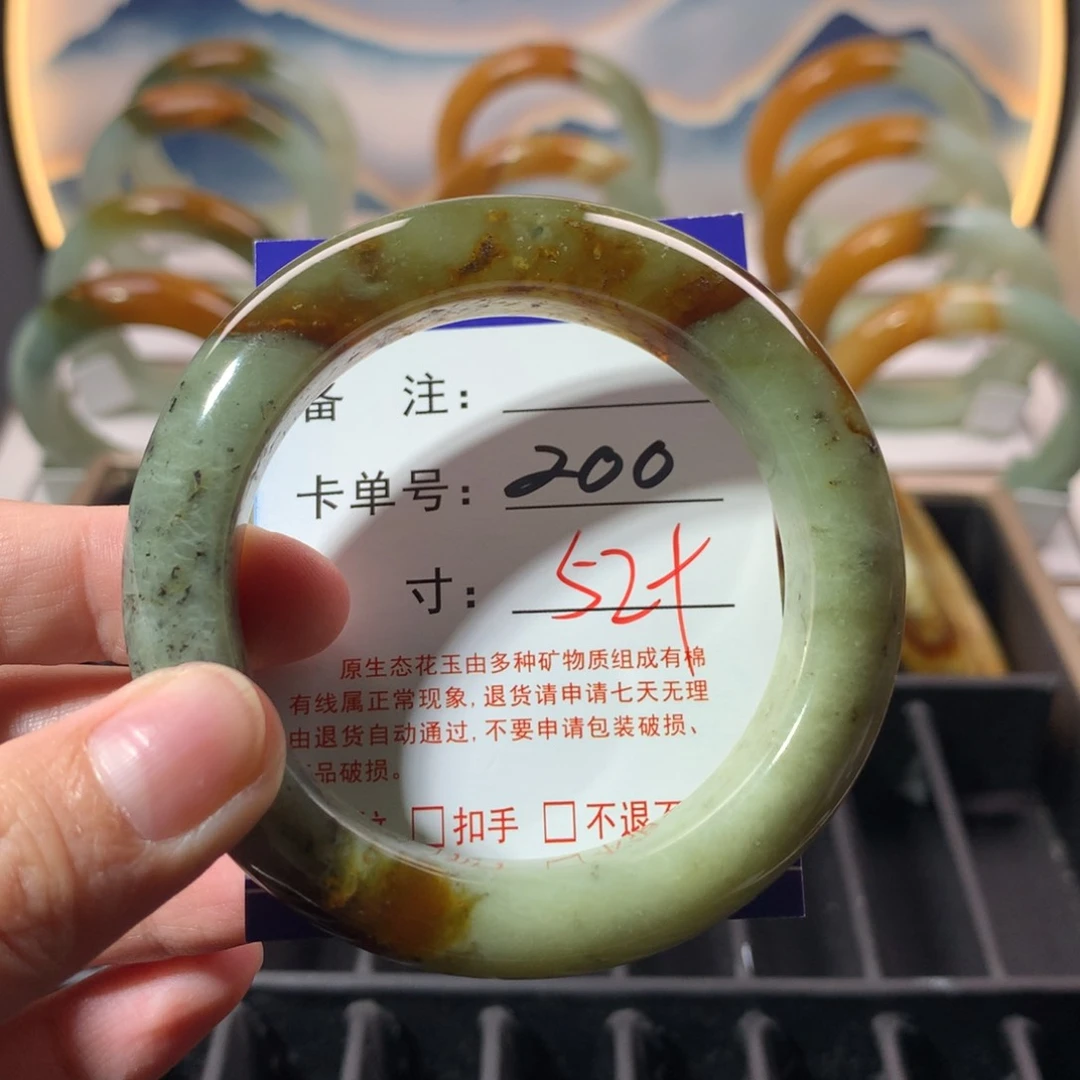 备 注：
卡单号：200
寸：52+
原生态花玉由多种矿物质组成有棉
有线属正常现象，退货请申请七天无理
由退货自动通过，不要申请包装破损、
品破损。
□扣手 □不退